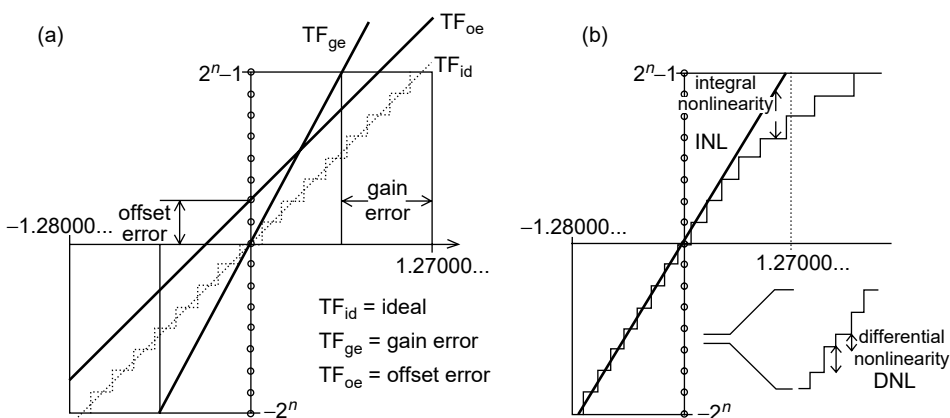 (a)
TF_ge
TF_oe
TF_id
2^n–1
offset
error
gain
error
–1.28000...
1.27000...
TF_id = ideal
TF_ge = gain error
TF_oe = offset error
–2^n
(b)
2^n–1
integral
nonlinearity
INL
–1.28000...
1.27000...
differential
nonlinearity
DNL
–2^n